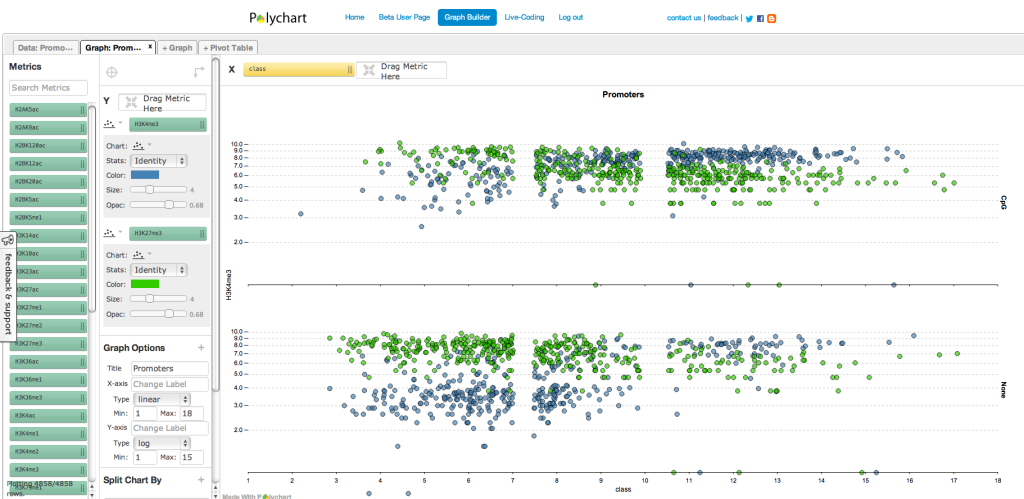 Polychart
Home Beta User Page Graph Builder Live-Coding Log out
contact us | feedback |
Data: Promo... Graph: Prom... x + Graph + Pivot Table
Metrics
Search Metrics
H2AK5ac
H2AK9ac
H2BK120ac
H2BK12ac
H2BK20ac
H2BK5ac
H2BK5me1
H3K14ac
H3K18ac
H3K23ac
H3K27ac
H3K27me1
H3K27me2
H3K27me3
H3K36ac
H3K36me1
H3K36me3
H3K4ac
H3K4me1
H3K4me2
H3K4me3
H3K79me1
Plotting 4858/4858 rows.
feedback & support
X class Drag Metric Here
Y Drag Metric Here
H3K4me3
Chart:
Stats: Identity
Color:
Size: 4
Opac: 0.68
H3K27me3
Chart:
Stats: Identity
Color:
Size: 4
Opac: 0.68
Graph Options +
Title Promoters
X-axis Change Label
Type linear
Min: 1 Max: 18
Y-axis Change Label
Type log
Min: 1 Max: 15
Split Chart By +
Promoters
10.0
9.0
8.0
7.0
6.0
5.0
4.0
3.0
2.0
CpG
H3K4me3
10.0
9.0
8.0
7.0
6.0
5.0
4.0
3.0
2.0
None
1 2 3 4 5 6 7 8 9 10 11 12 13 14 15 16 17 18
class
Made With Polychart